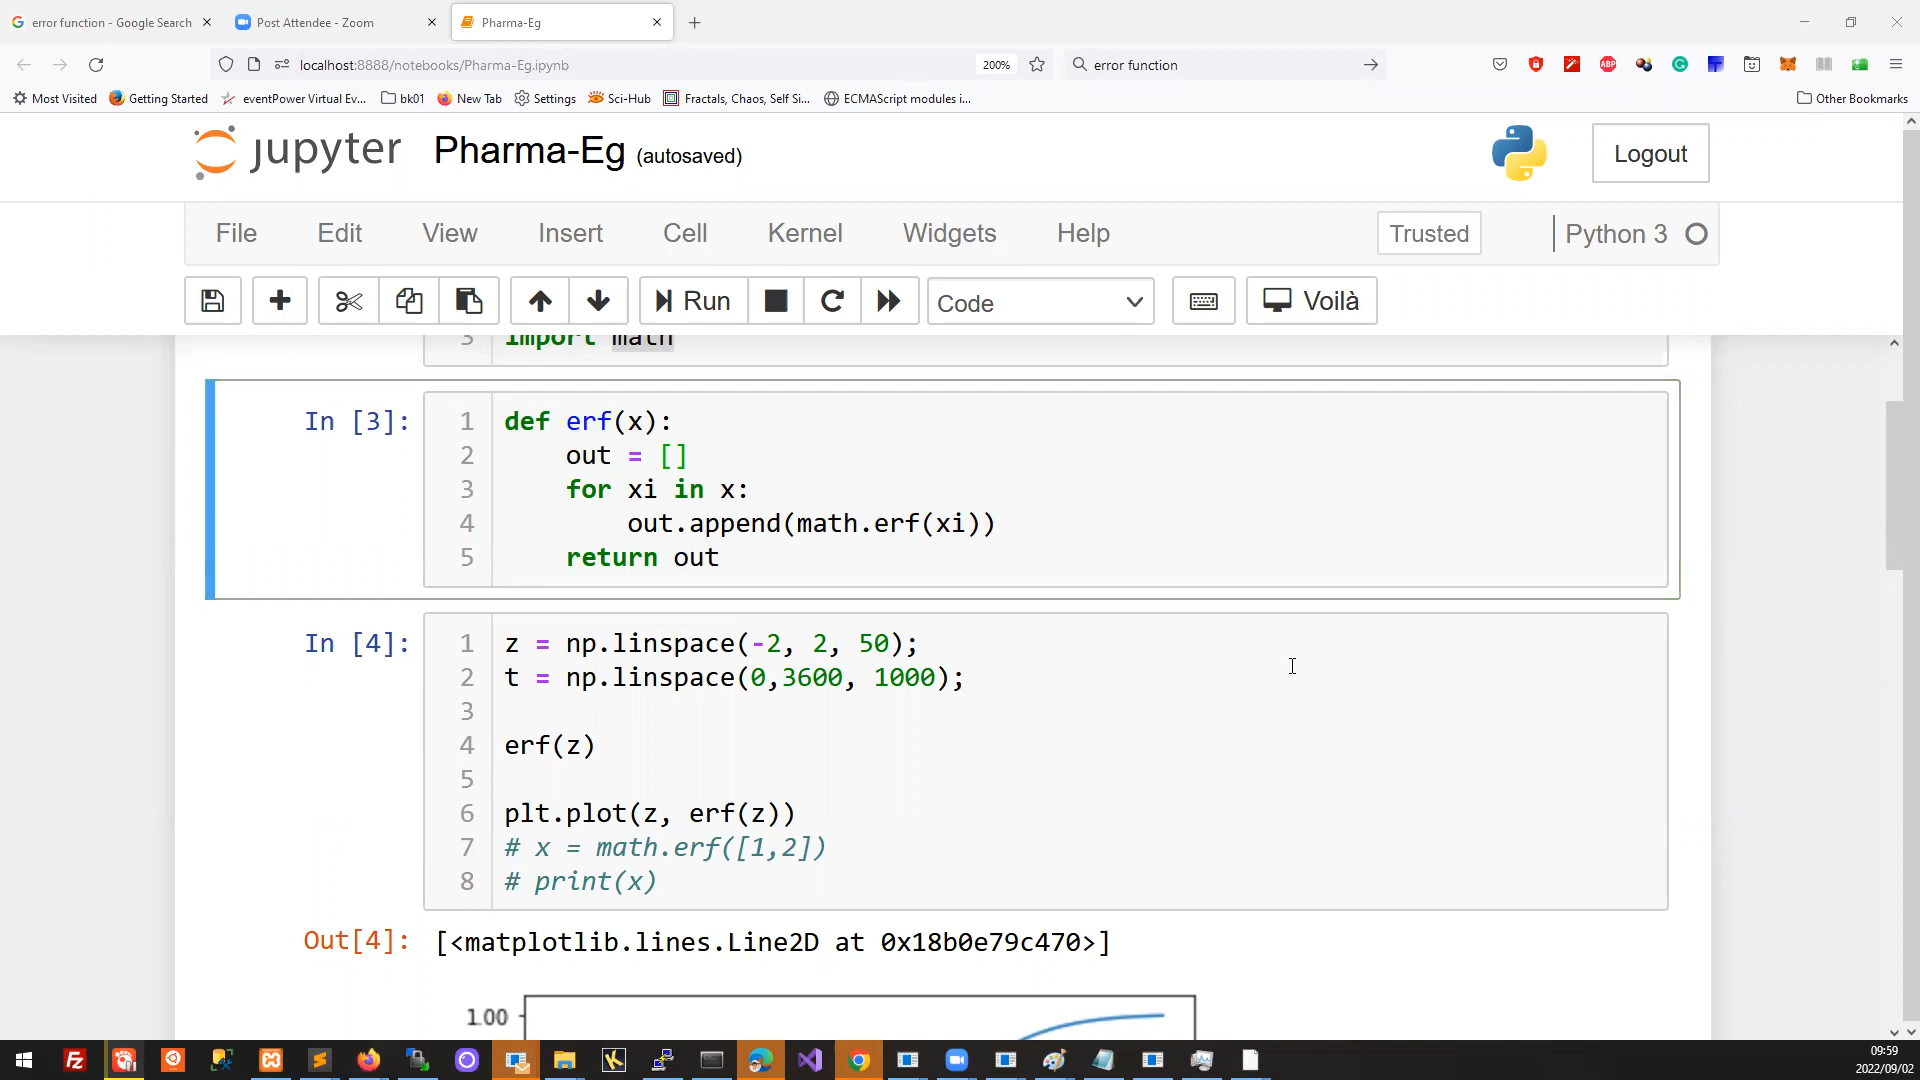 error function - Google Search
Post Attendee - Zoom
Pharma-Eg
localhost:8888/notebooks/Pharma-Eg.ipynb
200%
error function
Most Visited
Getting Started
eventPower Virtual Ev...
bk01
New Tab
Settings
Sci-Hub
Fractals, Chaos, Self Si...
ECMAScript modules i...
Other Bookmarks
jupyter
Pharma-Eg (autosaved)
Logout
File
Edit
View
Insert
Cell
Kernel
Widgets
Help
Trusted
Python 3
Run
Code
Voilà
3 import math
In [3]:
1 def erf(x):
2     out = []
3     for xi in x:
4         out.append(math.erf(xi))
5     return out
In [4]:
1 z = np.linspace(-2, 2, 50);
2 t = np.linspace(0,3600, 1000);
3
4 erf(z)
5
6 plt.plot(z, erf(z))
7 # x = math.erf([1,2])
8 # print(x)
Out[4]: [<matplotlib.lines.Line2D at 0x18b0e79c470>]
1.00
09:59
2022/09/02